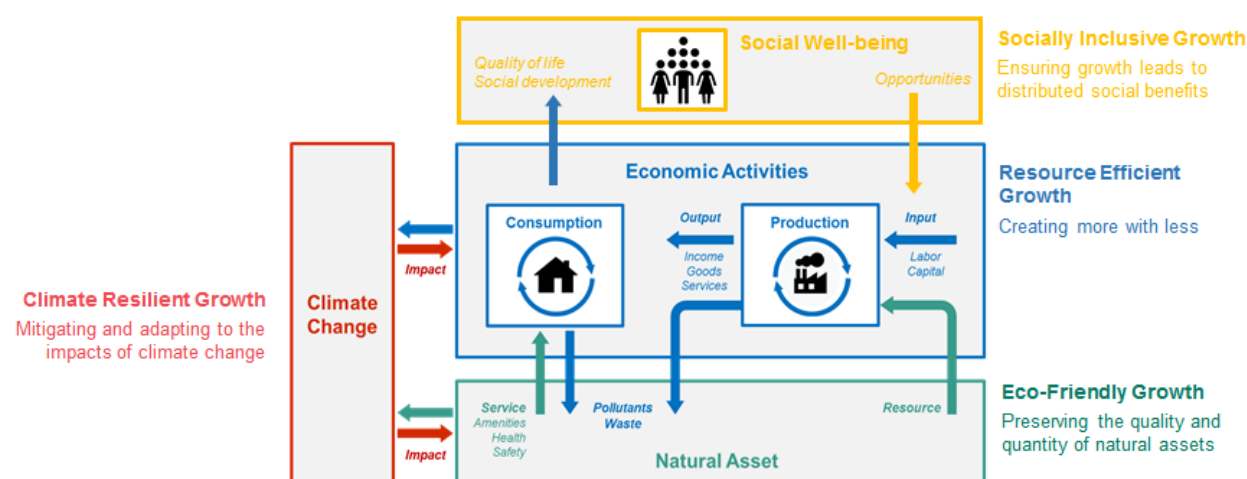 Social Well-being
Quality of life
Social development
Opportunities
Socially Inclusive Growth
Ensuring growth leads to
distributed social benefits
Economic Activities
Consumption
Output
Income
Goods
Services
Production
Input
Labor
Capital
Resource Efficient
Growth
Creating more with less
Impact
Climate Resilient Growth
Mitigating and adapting to the
impacts of climate change
Climate
Change
Impact
Service
Amenities
Health
Safety
Pollutants
Waste
Resource
Natural Asset
Eco-Friendly Growth
Preserving the quality and
quantity of natural assets